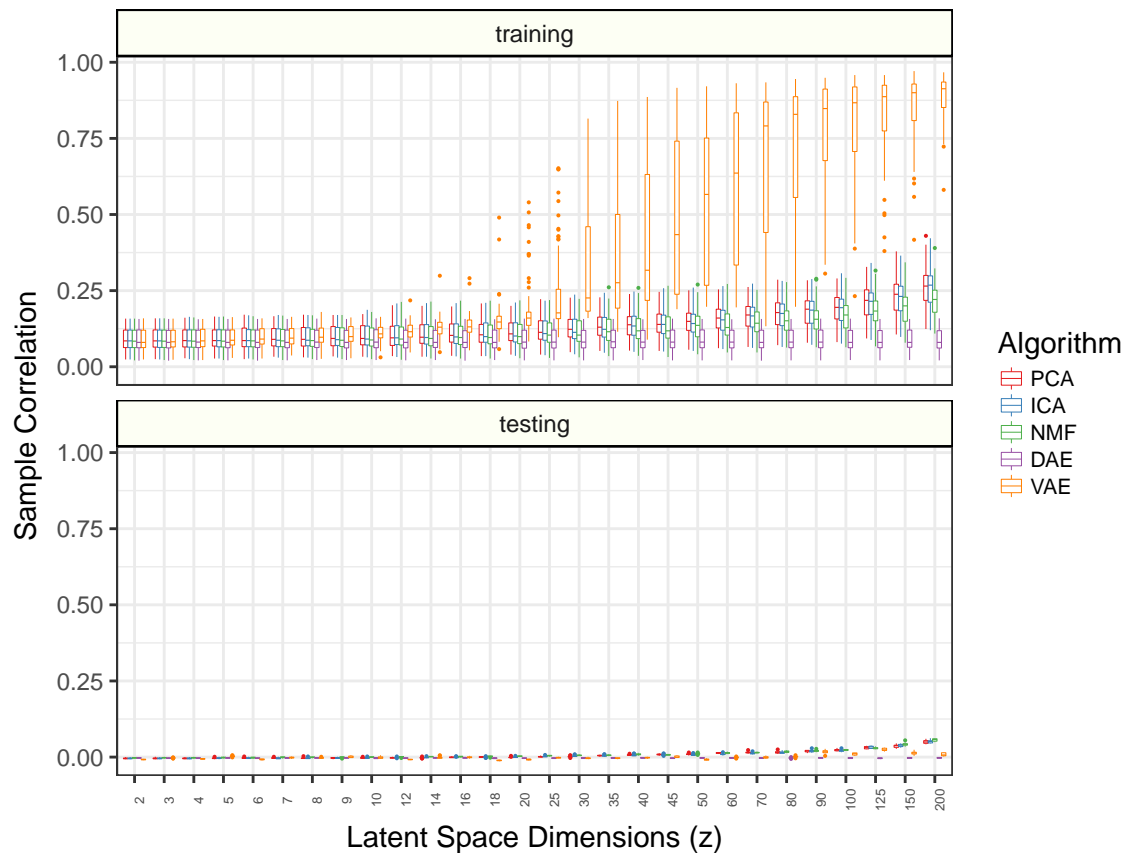 training
1.00
0.75
0.50
0.25
0.00
testing
1.00
0.75
0.50
0.25
0.00
Sample Correlation
2 3 4 5 6 7 8 9 10 12 14 16 18 20 25 30 35 40 45 50 60 70 80 90 100 125 150 200
Latent Space Dimensions (z)
Algorithm
PCA
ICA
NMF
DAE
VAE